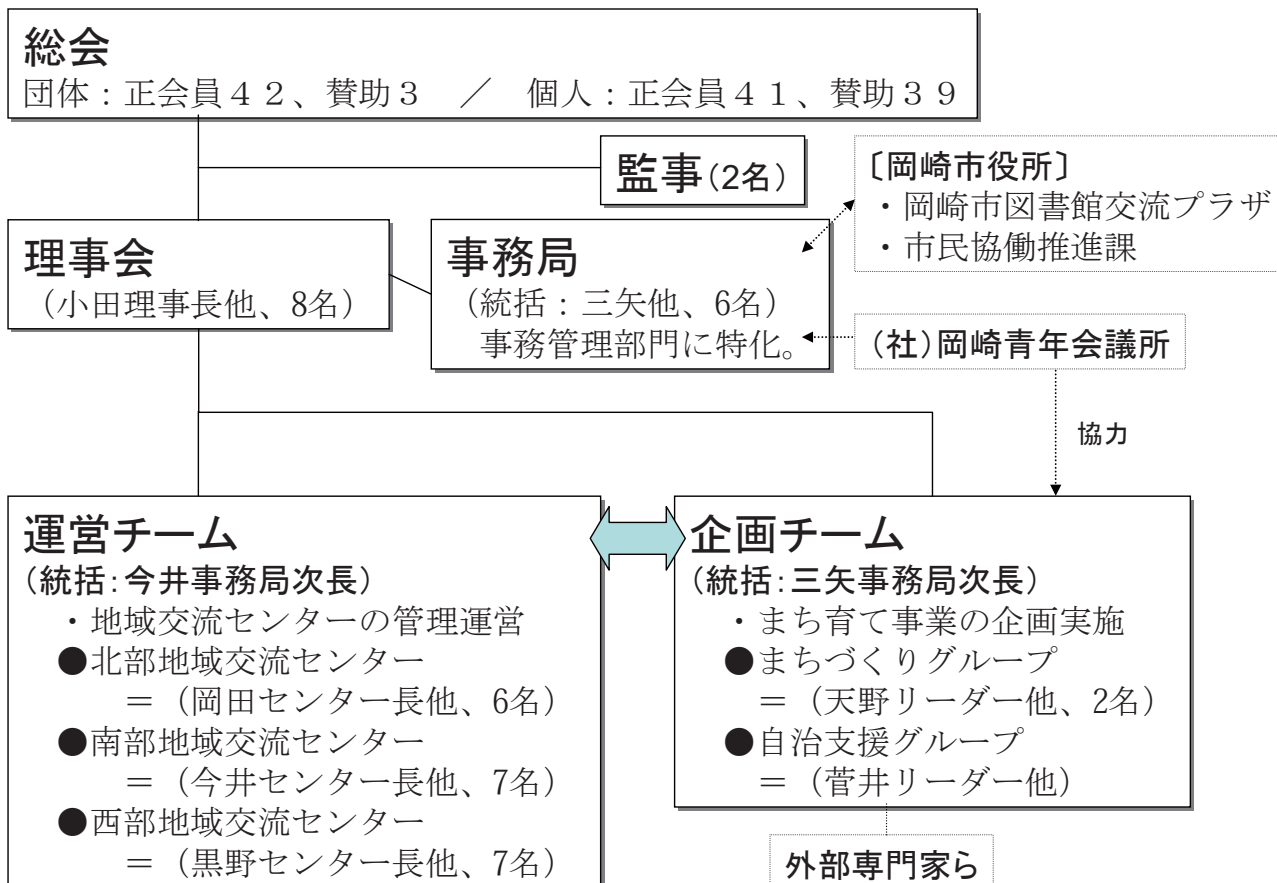 総会
団体：正会員４２、賛助３　／　個人：正会員４１、賛助３９
監事(2名)
〔岡崎市役所〕
・岡崎市図書館交流プラザ
・市民協働推進課
理事会
（小田理事長他、8名）
事務局
（統括：三矢他、6名）
事務管理部門に特化。
(社)岡崎青年会議所
協力
運営チーム
(統括:今井事務局次長)
・地域交流センターの管理運営
●北部地域交流センター
＝（岡田センター長他、6名）
●南部地域交流センター
＝（今井センター長他、7名）
●西部地域交流センター
＝（黒野センター長他、7名）
企画チーム
(統括:三矢事務局次長)
・まち育て事業の企画実施
●まちづくりグループ
＝（天野リーダー他、2名）
●自治支援グループ
＝（菅井リーダー他）
外部専門家ら